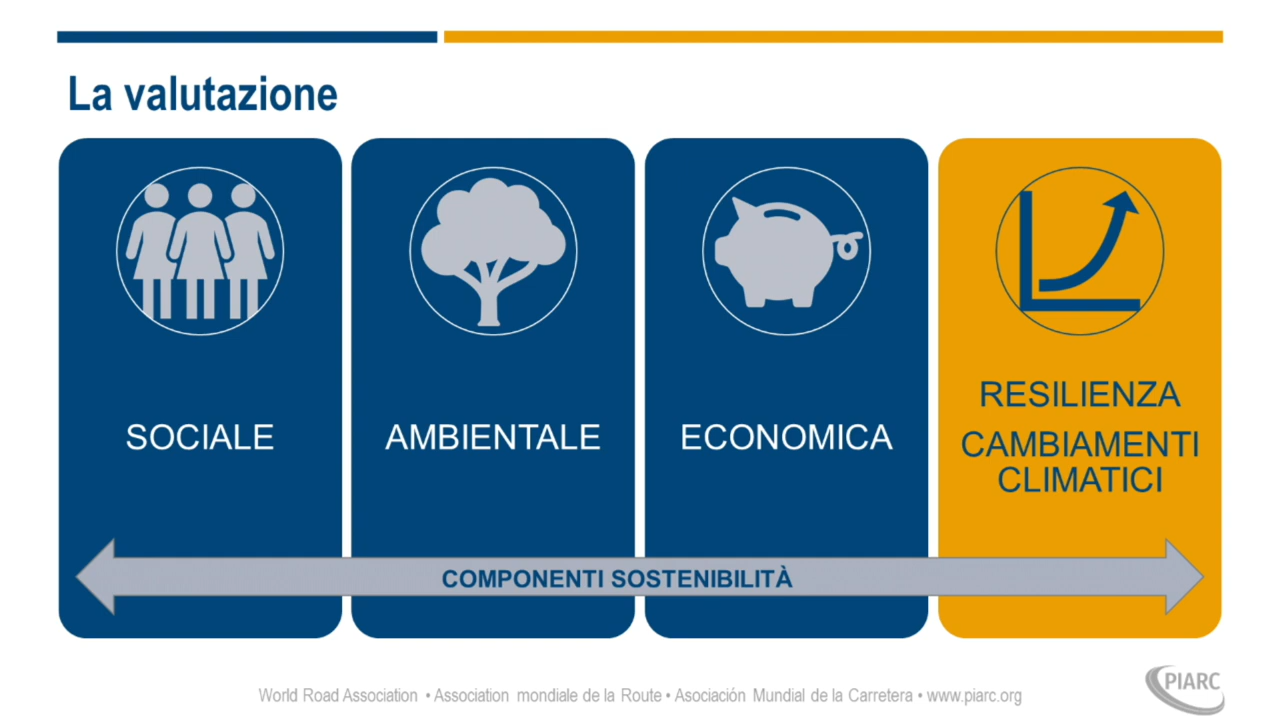 La valutazione
SOCIALE
AMBIENTALE
ECONOMICA
RESILIENZA
CAMBIAMENTI
CLIMATICI
COMPONENTI SOSTENIBILITÀ
World Road Association • Association mondiale de la Route • Asociación Mundial de la Carretera • www.piarc.org
PIARC